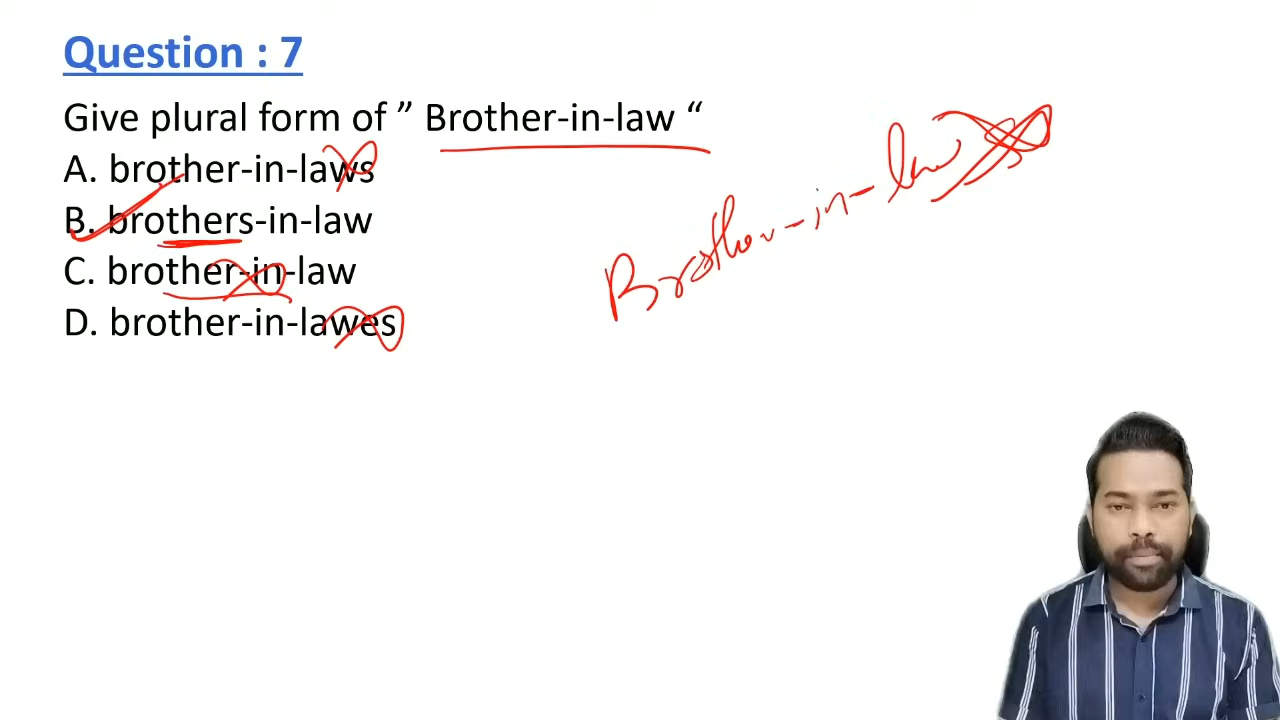 Question : 7
Give plural form of ” Brother-in-law “
A. brother-in-laws
B. brothers-in-law
C. brother-in-law
D. brother-in-lawes
Brother-in-law